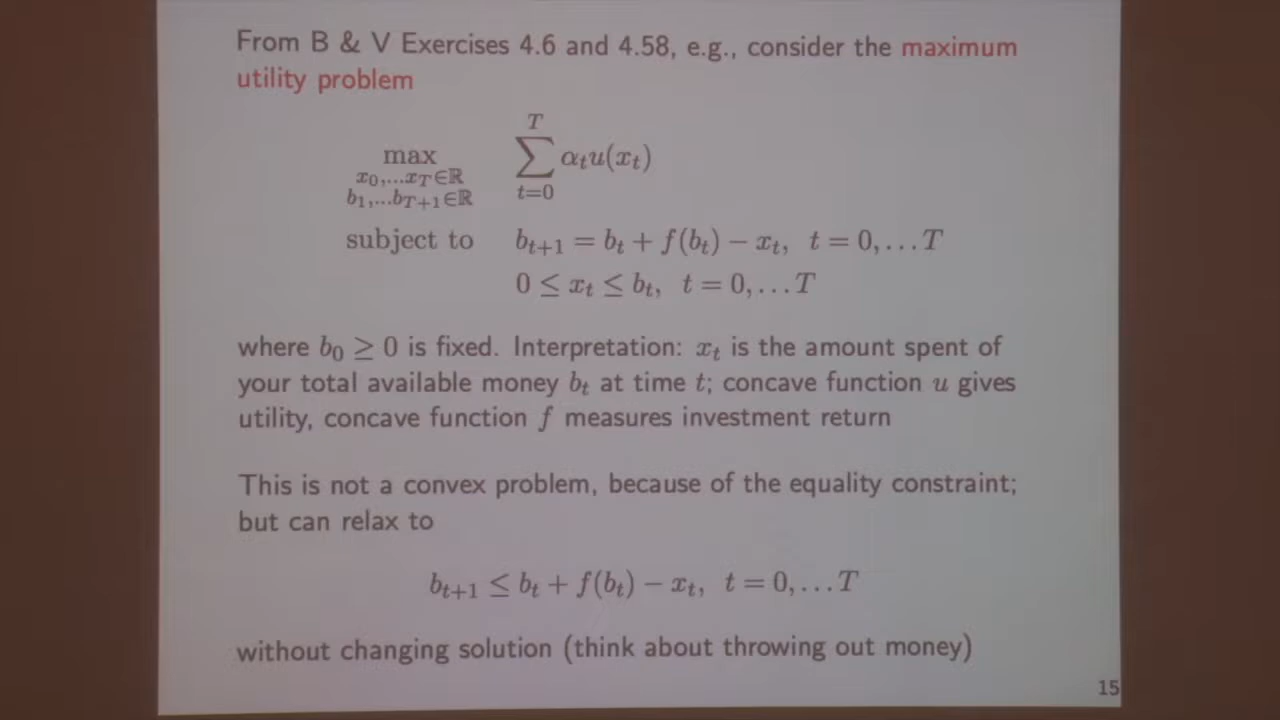 From B & V Exercises 4.6 and 4.58, e.g., consider the maximum
utility problem
max x₀,...x_T∈ℝ b₁,...b_{T+1}∈ℝ ∑_{t=0}^{T} α_t u(x_t)
subject to b_{t+1} = b_t + f(b_t) − x_t, t = 0,...T
0 ≤ x_t ≤ b_t, t = 0,...T
where b₀ ≥ 0 is fixed. Interpretation: x_t is the amount spent of
your total available money b_t at time t; concave function u gives
utility, concave function f measures investment return
This is not a convex problem, because of the equality constraint;
but can relax to
b_{t+1} ≤ b_t + f(b_t) − x_t, t = 0,...T
without changing solution (think about throwing out money)
15